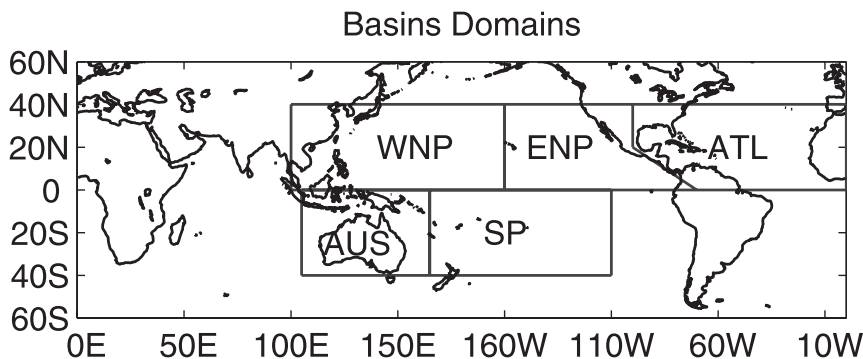 Basins Domains
60N
40N
WNP ENP ATL
20N
0
AUS SP
20S
40S
60S
0E 50E 100E 150E 160W 110W 60W 10W